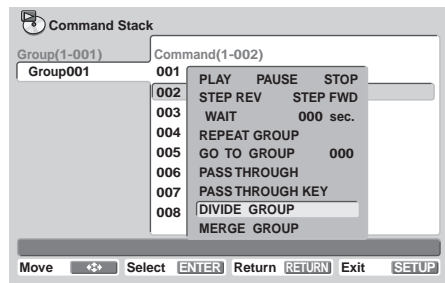 Command Stack
Group(1-001) Command(1-002)
Group001
001
002
003
004
005
006
007
008
PLAY PAUSE STOP
STEP REV STEP FWD
WAIT 000 sec.
REPEAT GROUP
GO TO GROUP 000
PASS THROUGH
PASS THROUGH KEY
DIVIDE GROUP
MERGE GROUP
Move Select ENTER Return RETURN Exit SETUP